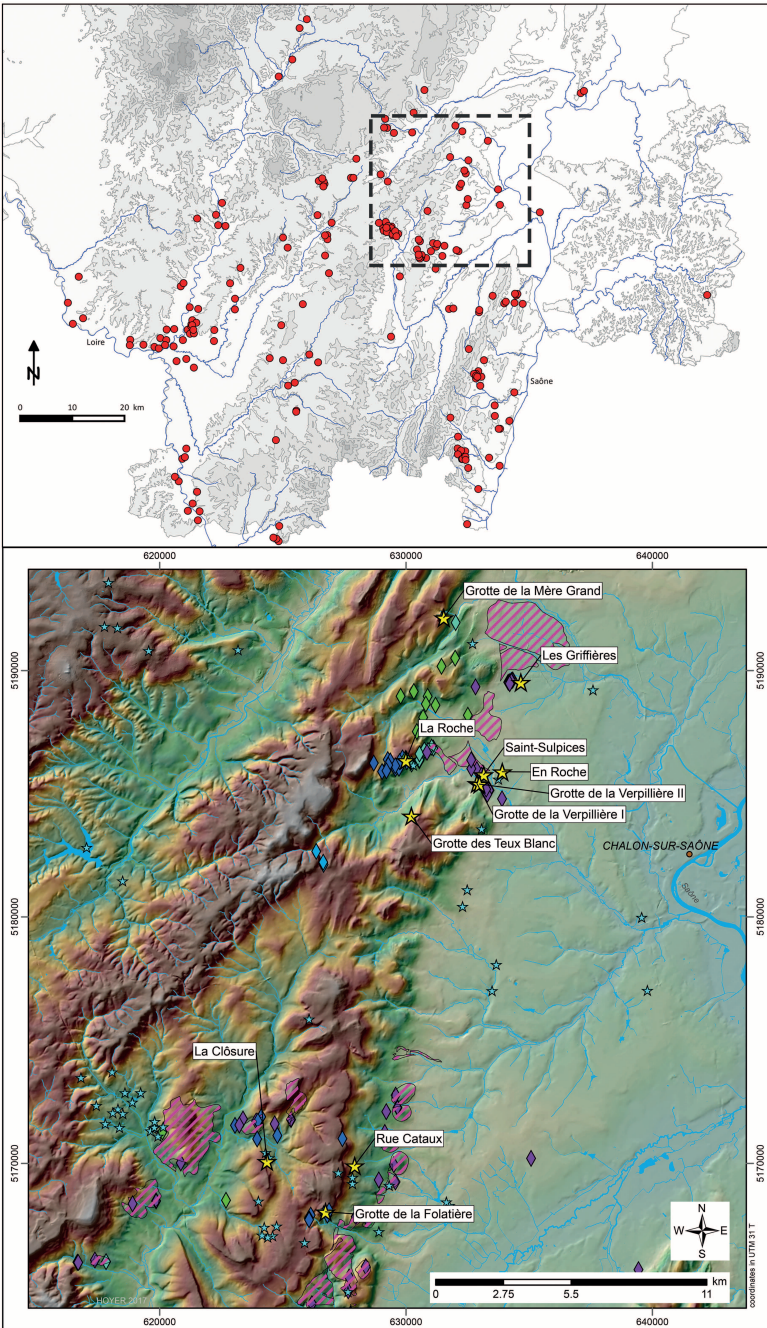 Loire
Saône
N
0 10 20 km
620000 630000 640000
Grotte de la Mère Grand
Les Griffières
5190000
5190000
La Roche
Saint-Sulpices
En Roche
Grotte de la Verpillière II
Grotte de la Verpillière I
Grotte des Teux Blanc
CHALON-SUR-SAÔNE
Saône
5180000
5180000
La Clôsure
Rue Cataux
5170000
5170000
Grotte de la Folatière
N
W E
S
km
0 2.75 5.5 11
coordinates in UTM 31 T
HOYER 2017
620000 630000 640000